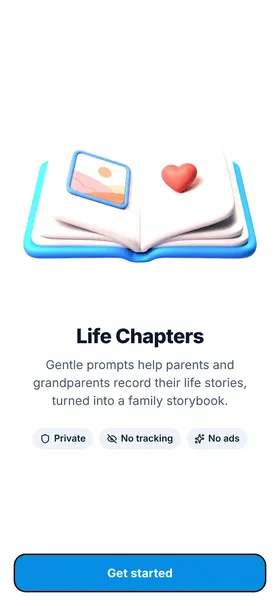 Life Chapters
Gentle prompts help parents and
grandparents record their life stories,
turned into a family storybook.
Private No tracking No ads
Get started